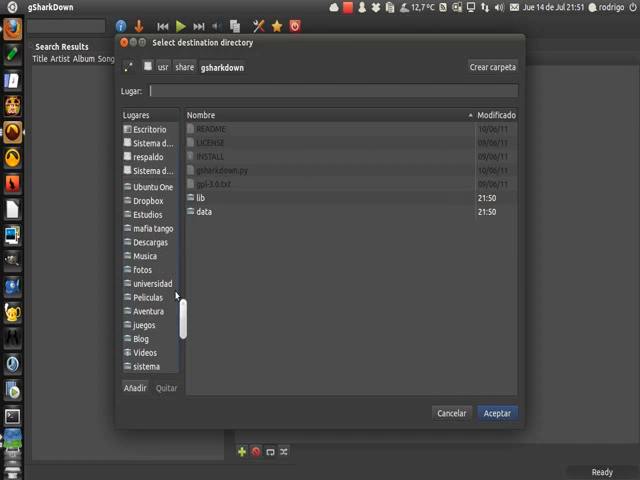 gSharkDown
12,7 °C
Jue 14 de Jul 21:51
rodrigo
Select destination directory
usr
share
gsharkdown
Crear carpeta
Lugar:
Search Results
Title Artist Album Song
Lugares
Nombre
Modificado
Escritorio
README
10/06/11
Sistema d...
LICENSE
09/06/11
respaldo
INSTALL
09/06/11
Sistema d...
gsharkdown.py
10/06/11
Ubuntu One
gpl-3.0.txt
09/06/11
Dropbox
lib
21:50
Estudios
data
21:50
mafia tango
Descargas
Musica
fotos
universidad
Peliculas
Aventura
juegos
Blog
Vídeos
sistema
Añadir
Quitar
Cancelar
Aceptar
Ready